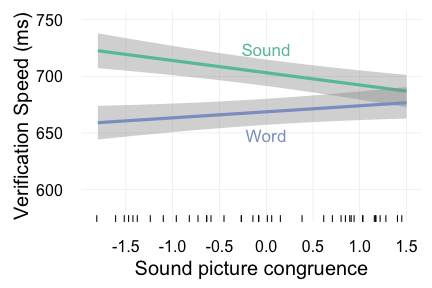 Verification Speed (ms)
750
700
650
600
Sound
Word
-1.5 -1.0 -0.5 0.0 0.5 1.0 1.5
Sound picture congruence